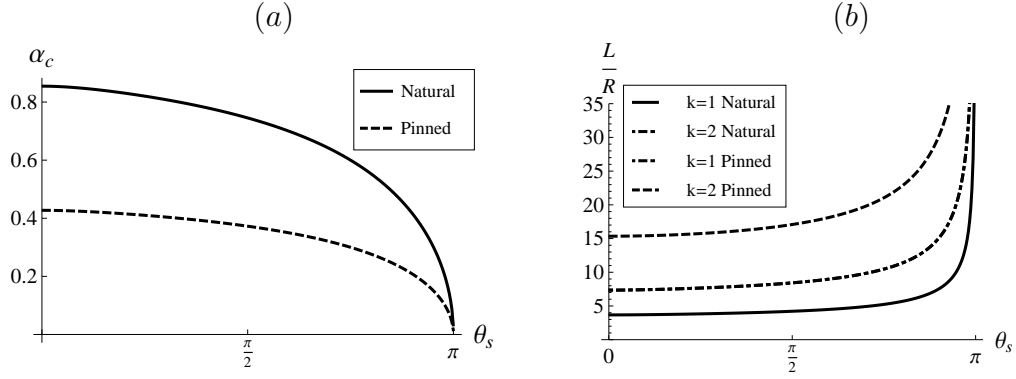 (a)
α_c
0.8
0.6
0.4
0.2
π/2
π
θ_s
Natural
Pinned
(b)
L/R
35
30
25
20
15
10
5
0
π/2
π
θ_s
k=1 Natural
k=2 Natural
k=1 Pinned
k=2 Pinned